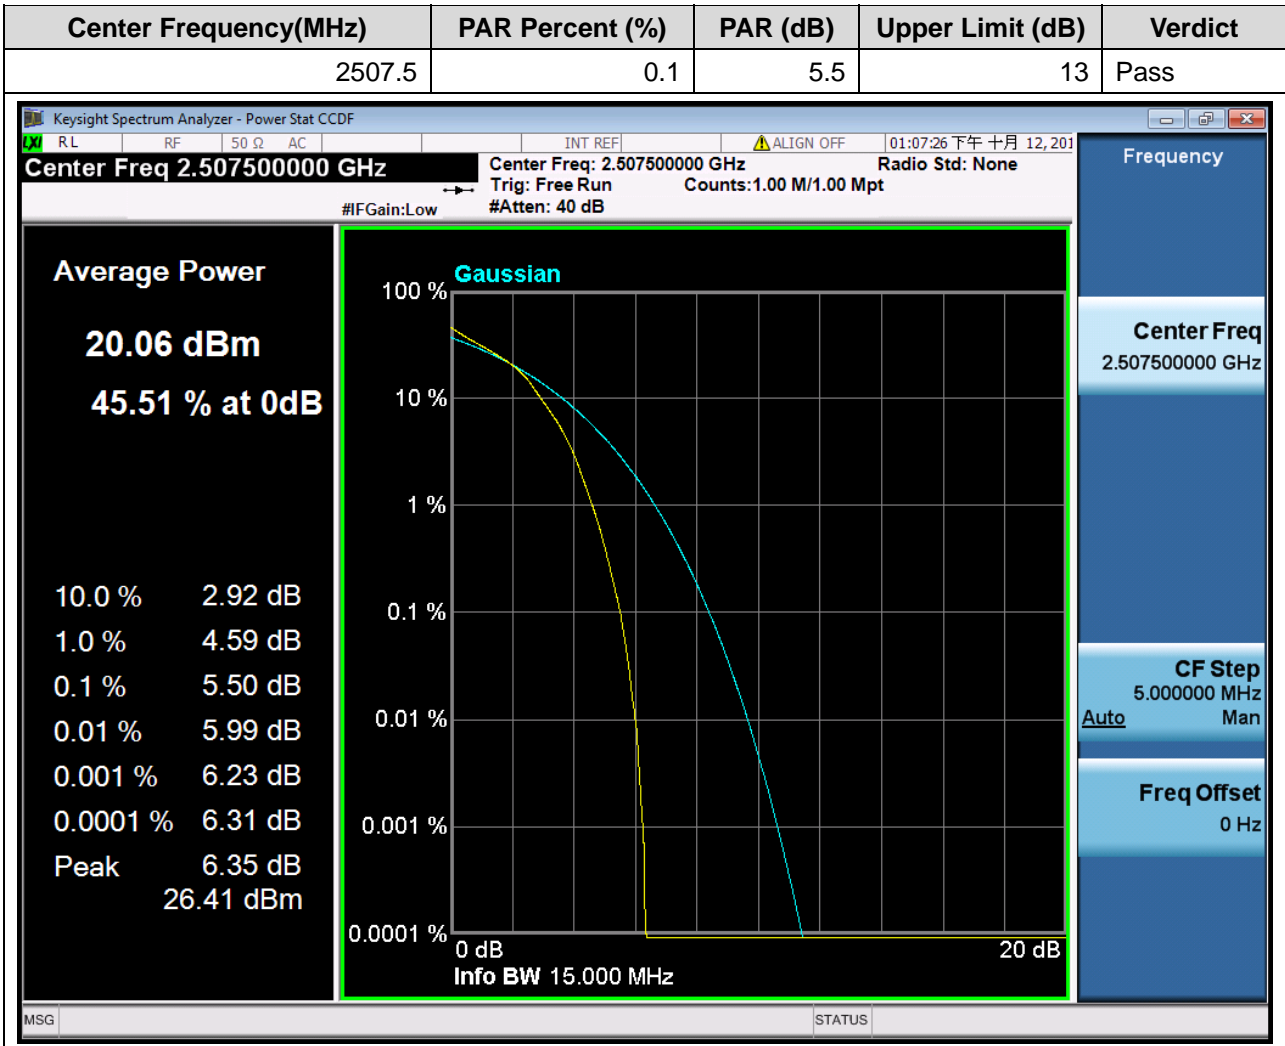 Center Frequency(MHz) PAR Percent (%) PAR (dB) Upper Limit (dB) Verdict
2507.5 0.1 5.5 13 Pass
Keysight Spectrum Analyzer - Power Stat CCDF
LXI RL RF 50 Ω AC INT REF ALIGN OFF 01:07:26 下午 十月 12, 201
Center Freq 2.507500000 GHz
Center Freq: 2.507500000 GHz Radio Std: None
Trig: Free Run Counts:1.00 M/1.00 Mpt
#IFGain:Low #Atten: 40 dB
Average Power
20.06 dBm
45.51 % at 0dB
10.0 % 2.92 dB
1.0 % 4.59 dB
0.1 % 5.50 dB
0.01 % 5.99 dB
0.001 % 6.23 dB
0.0001 % 6.31 dB
Peak 6.35 dB
26.41 dBm
Gaussian
100 %
10 %
1 %
0.1 %
0.01 %
0.001 %
0.0001 %
0 dB 20 dB
Info BW 15.000 MHz
Frequency
Center Freq
2.507500000 GHz
CF Step
5.000000 MHz
Auto Man
Freq Offset
0 Hz
MSG STATUS